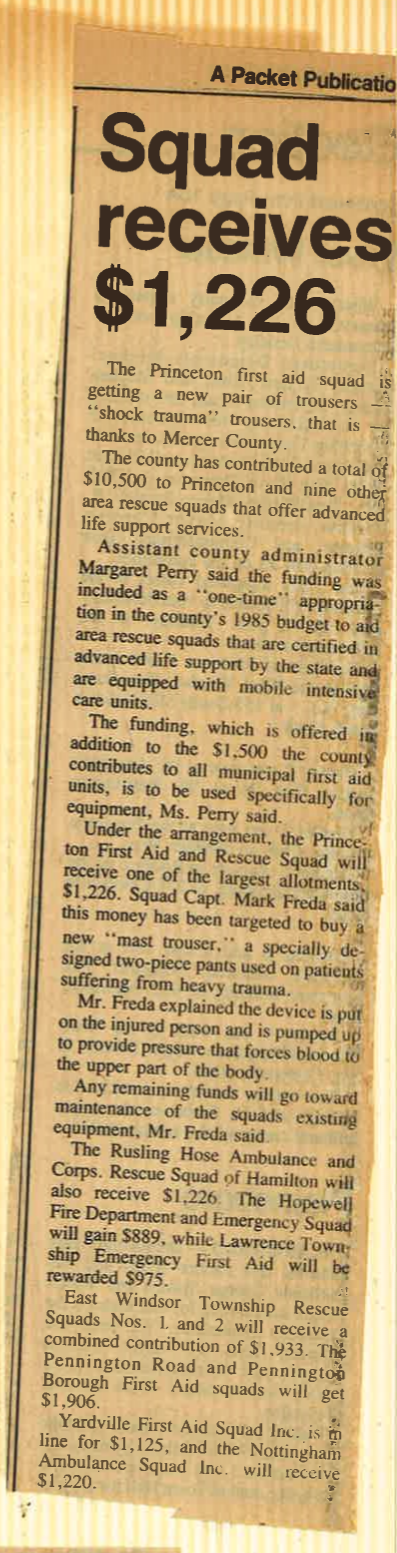 A Packet Publicatio
Squad
receives
$1,226
The Princeton first aid squad is
getting a new pair of trousers —
"shock trauma" trousers, that is —
thanks to Mercer County.
The county has contributed a total of
$10,500 to Princeton and nine other
area rescue squads that offer advanced
life support services.
Assistant county administrator
Margaret Perry said the funding was
included as a "one-time" appropria-
tion in the county's 1985 budget to aid
area rescue squads that are certified in
advanced life support by the state and
are equipped with mobile intensive
care units.
The funding, which is offered in
addition to the $1,500 the county
contributes to all municipal first aid
units, is to be used specifically for
equipment, Ms. Perry said.
Under the arrangement, the Prince-
ton First Aid and Rescue Squad will
receive one of the largest allotments,
$1,226. Squad Capt. Mark Freda said
this money has been targeted to buy a
new "mast trouser," a specially de-
signed two-piece pants used on patients
suffering from heavy trauma.
Mr. Freda explained the device is put
on the injured person and is pumped up
to provide pressure that forces blood to
the upper part of the body.
Any remaining funds will go toward
maintenance of the squads existing
equipment, Mr. Freda said.
The Rusling Hose Ambulance and
Corps. Rescue Squad of Hamilton will
also receive $1,226. The Hopewell
Fire Department and Emergency Squad
will gain $889, while Lawrence Town-
ship Emergency First Aid will be
rewarded $975.
East Windsor Township Rescue
Squads Nos. 1 and 2 will receive a
combined contribution of $1,933. The
Pennington Road and Pennington
Borough First Aid squads will get
$1,906.
Yardville First Aid Squad Inc. is in
line for $1,125, and the Nottingham
Ambulance Squad Inc. will receive
$1,220.